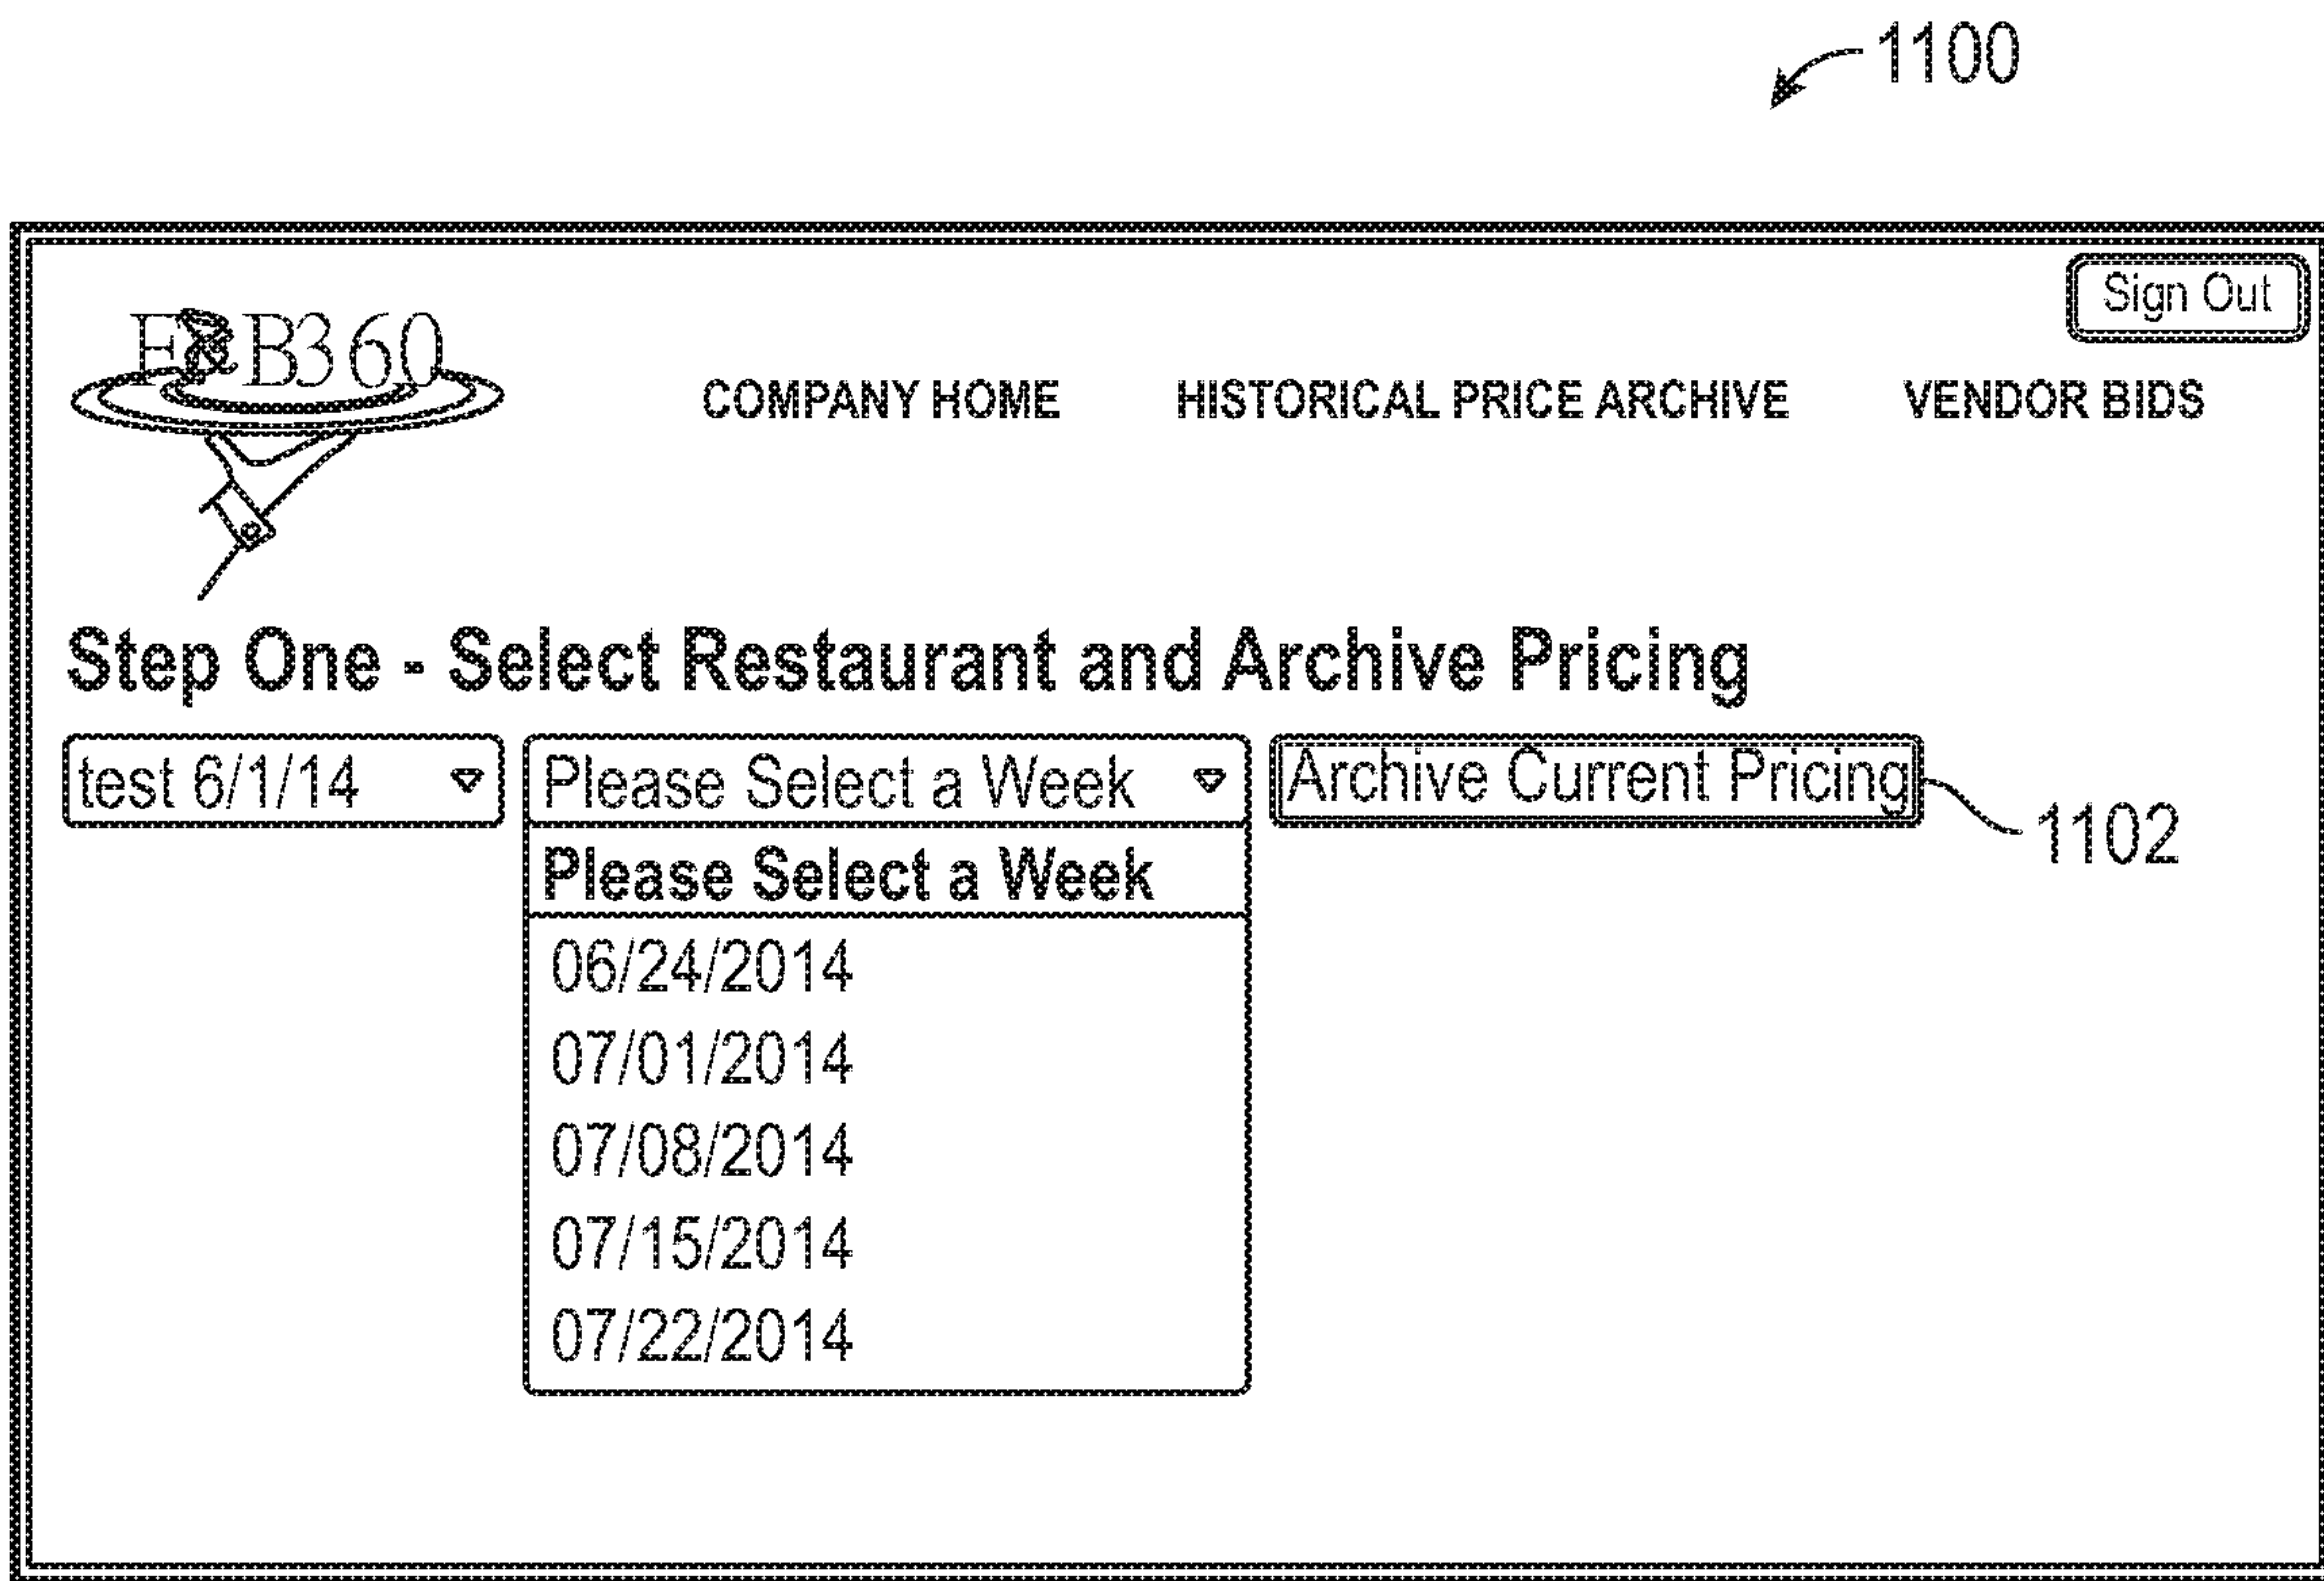 1100
Sign Out
F&B360
COMPANY HOME HISTORICAL PRICE ARCHIVE VENDOR BIDS
Step One - Select Restaurant and Archive Pricing
test 6/1/14 Please Select a Week Archive Current Pricing
1102
Please Select a Week
06/24/2014
07/01/2014
07/08/2014
07/15/2014
07/22/2014